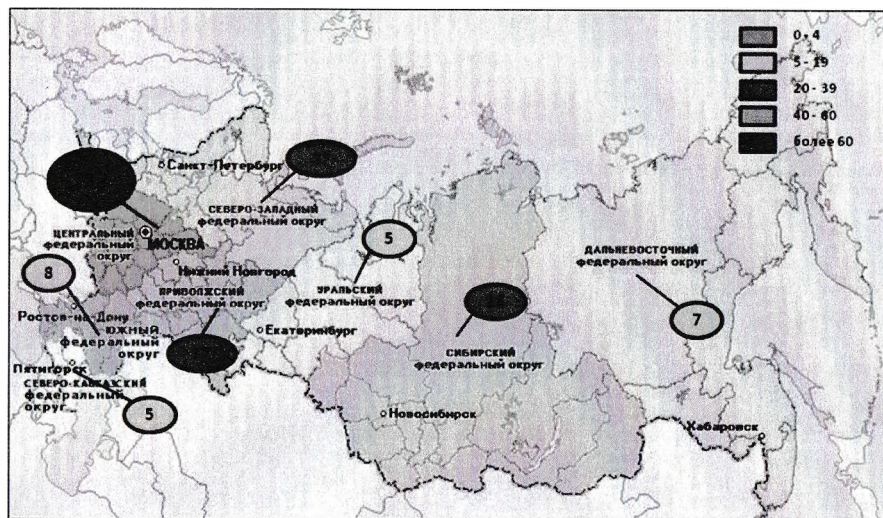 0 - 4
5 - 19
20 - 39
40 - 60
более 60
Санкт-Петербург
СЕВЕРО-ЗАПАДНЫЙ
федеральный округ
ЦЕНТРАЛЬНЫЙ
федеральный
округ
МОСКВА
5
ДАЛЬНЕВОСТОЧНЫЙ
федеральный округ
8
Нижний Новгород
ПРИВОЛЖСКИЙ
федеральный округ
УРАЛЬСКИЙ
федеральный округ
7
Ростов-на-Дону
ЮЖНЫЙ
федеральный
округ
Екатеринбург
СИБИРСКИЙ
федеральный округ
Пятигорск
СЕВЕРО-КАВКАЗСКИЙ
федеральный
округ
5
Новосибирск
Хабаровск